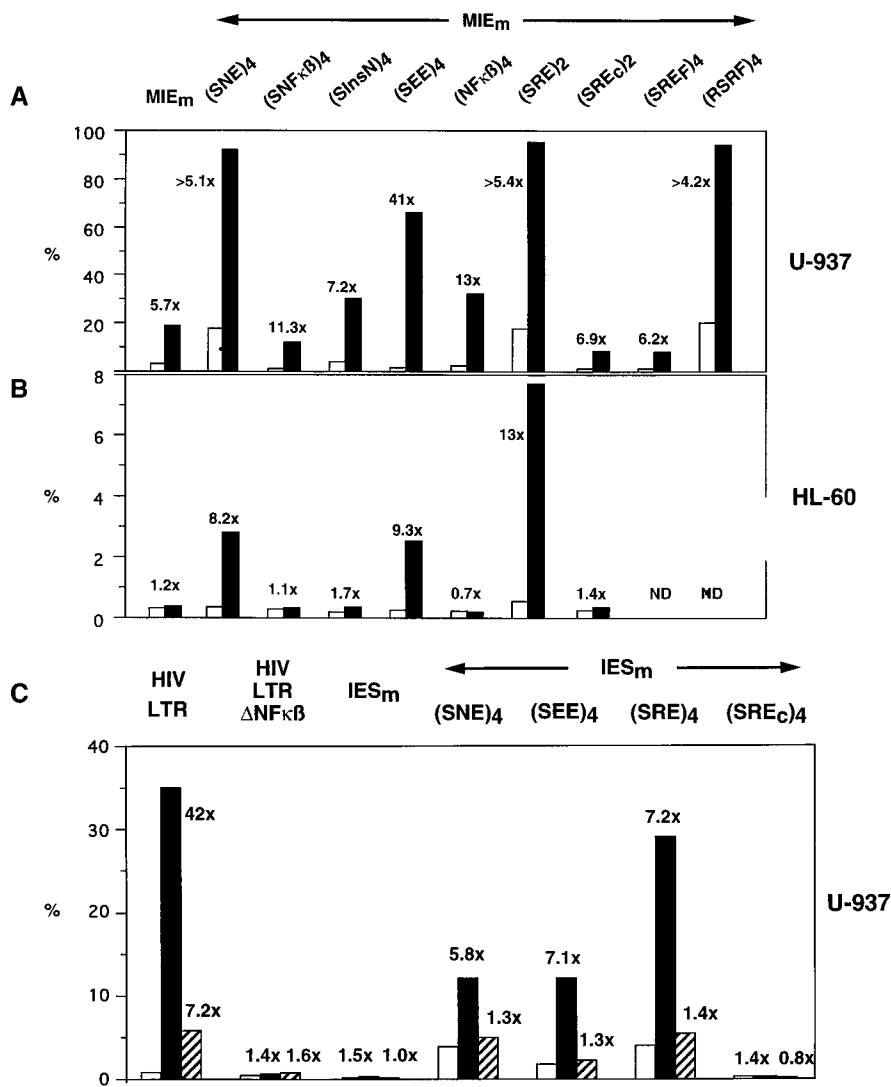 MIEm
A
MIEm (SNE)4 (SNFκß)4 (SInsN)4 (SEE)4 (NFκß)4 (SRE)2 (SREc)2 (SREF)4 (RSRF)4
100
80
60
40
20
0
%
5.7x >5.1x 11.3x 7.2x 41x 13x >5.4x 6.9x 6.2x >4.2x
U-937
B
8
6
4
2
0
%
1.2x 8.2x 1.1x 1.7x 9.3x 0.7x 13x 1.4x ND ND
HL-60
C
HIV
LTR
HIV
LTR
ΔNFκß
IESm
IESm
(SNE)4 (SEE)4 (SRE)4 (SREc)4
40
30
20
10
0
%
42x 7.2x 1.4x 1.6x 1.5x 1.0x 5.8x 1.3x 7.1x 1.3x 7.2x 1.4x 1.4x 0.8x
U-937